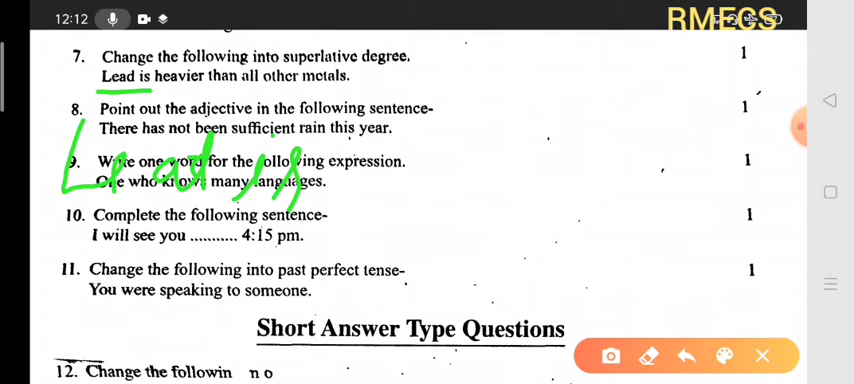 12:12
RMECS
7. Change the following into superlative degree. 1
Lead is heavier than all other metals.
8. Point out the adjective in the following sentence- 1
There has not been sufficient rain this year.
Lead is
9. Write one word for the following expression. 1
One who knows many languages.
10. Complete the following sentence- 1
I will see you ........... 4:15 pm.
11. Change the following into past perfect tense- 1
You were speaking to someone.
Short Answer Type Questions
12. Change the followin n o